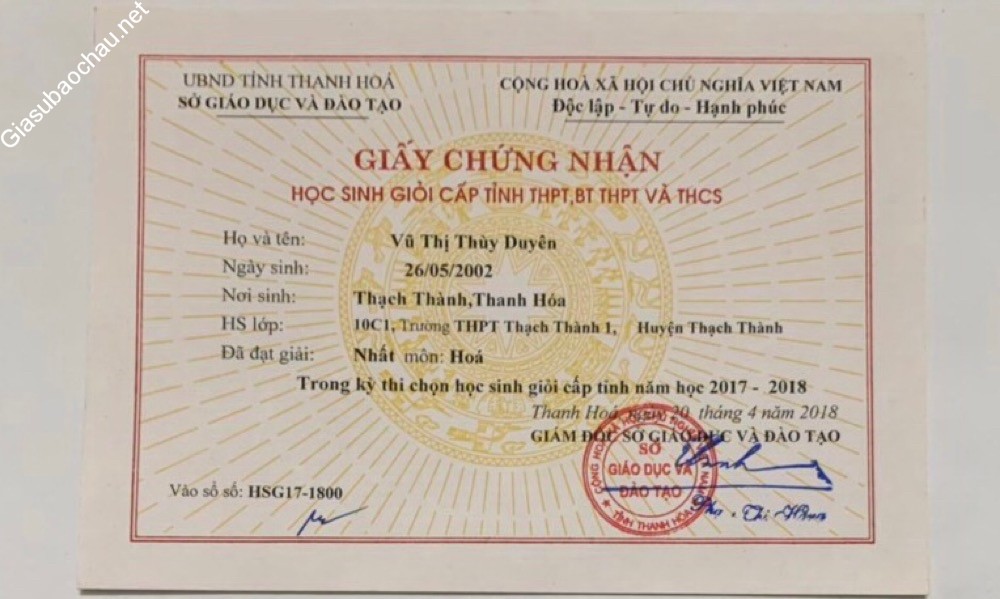 Giasubaochau.net
UBND TỈNH THANH HOÁ
SỞ GIÁO DỤC VÀ ĐÀO TẠO
CỘNG HOÀ XÃ HỘI CHỦ NGHĨA VIỆT NAM
Độc lập - Tự do - Hạnh phúc
GIẤY CHỨNG NHẬN
HỌC SINH GIỎI CẤP TỈNH THPT,BT THPT VÀ THCS
Họ và tên: Vũ Thị Thùy Duyên
Ngày sinh: 26/05/2002
Nơi sinh: Thạch Thành,Thanh Hóa
HS lớp: 10C1, Trường THPT Thạch Thành 1, Huyện Thạch Thành
Đã đạt giải: Nhất môn: Hoá
Trong kỳ thi chọn học sinh giỏi cấp tỉnh năm học 2017 - 2018
Thanh Hoá, ngày 20 tháng 4 năm 2018
GIÁM ĐỐC SỞ GIÁO DỤC VÀ ĐÀO TẠO
SỞ
GIÁO DỤC VÀ
ĐÀO TẠO
TỈNH THANH HÓA
Vào sổ số: HSG17-1800